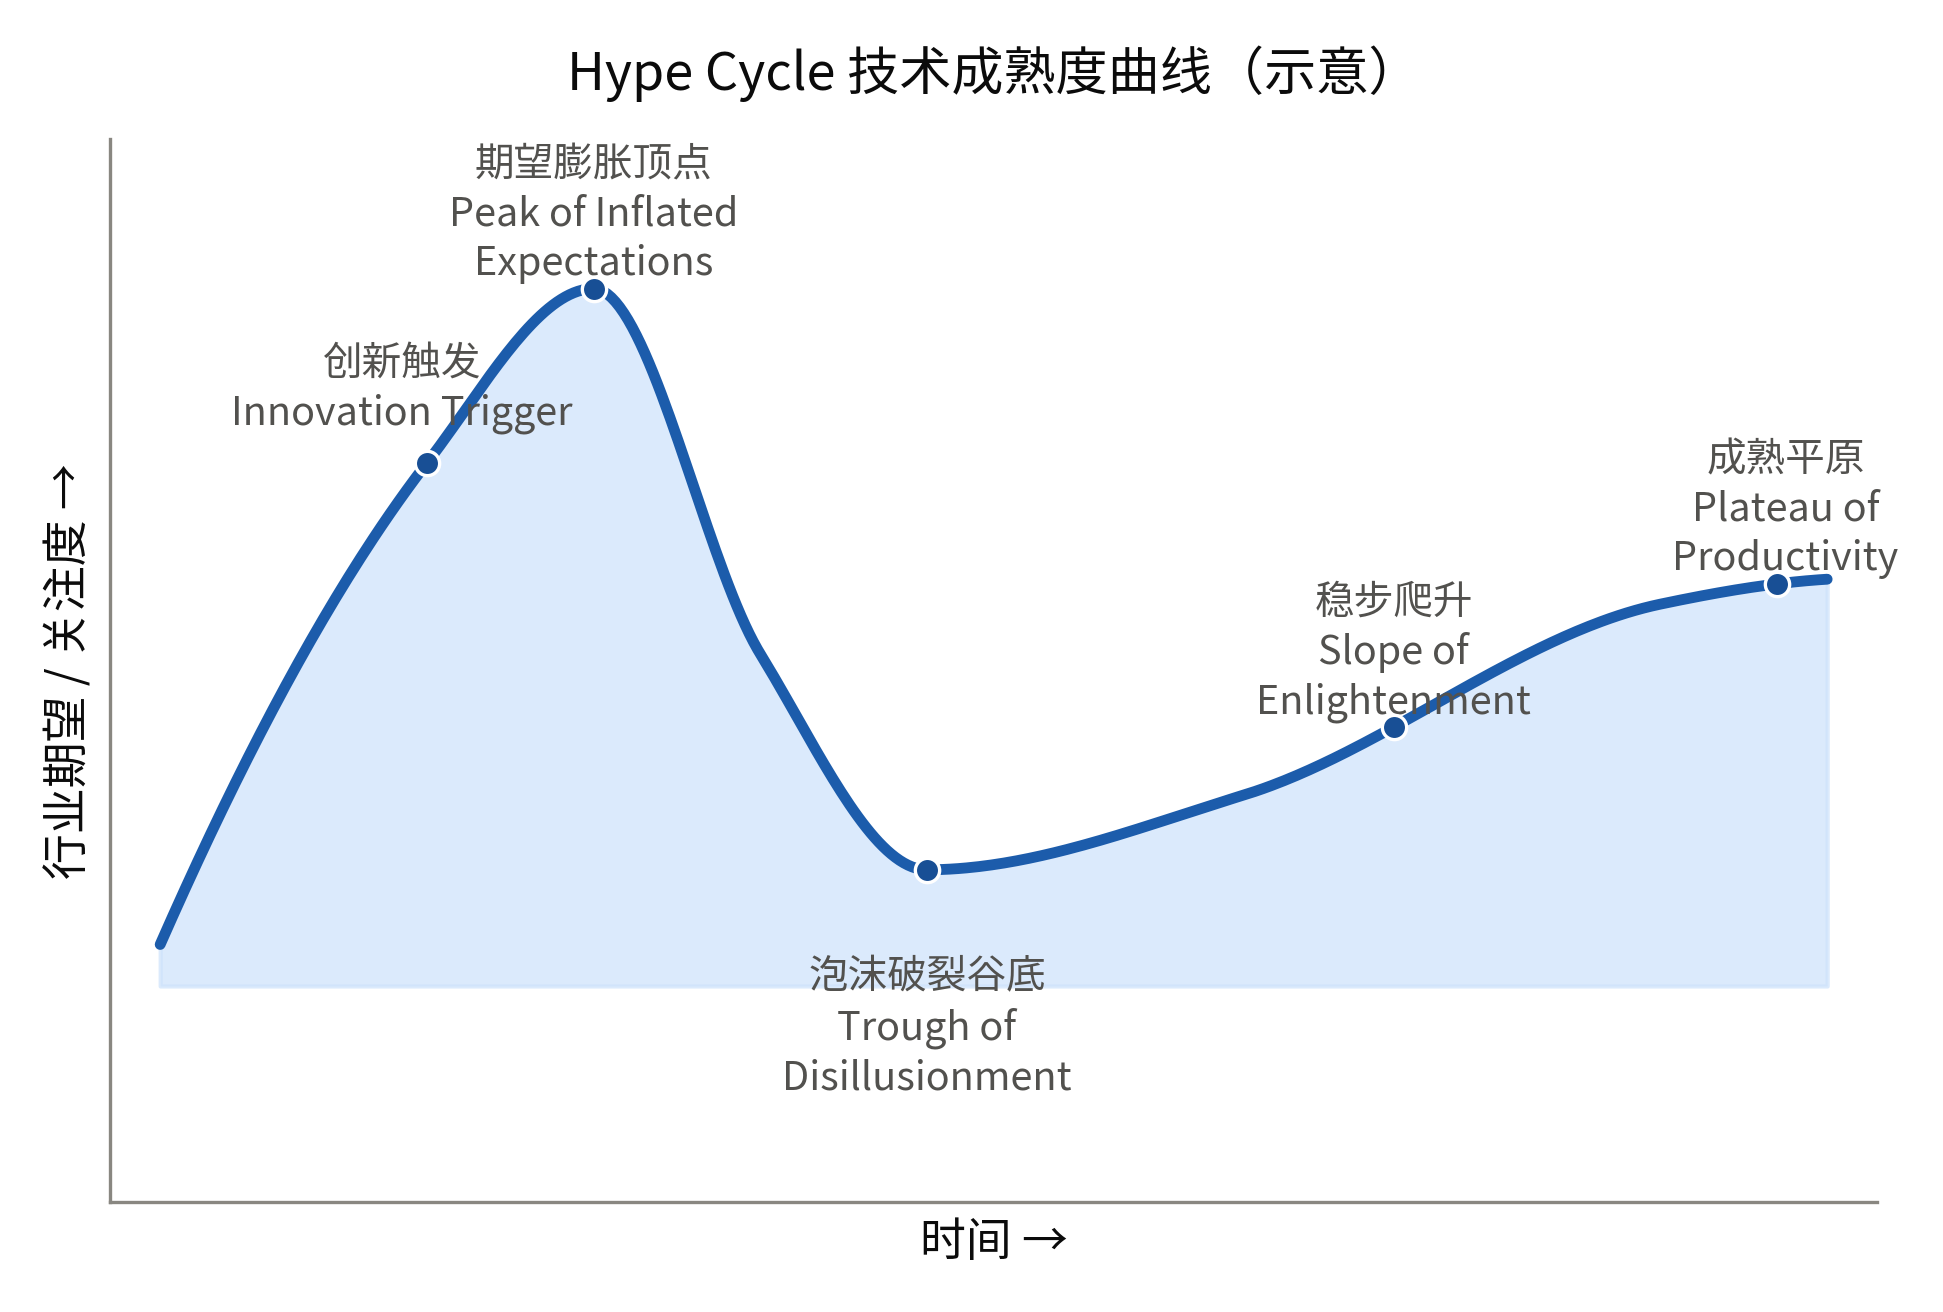 Hype Cycle 技术成熟度曲线（示意）
期望膨胀顶点
Peak of Inflated
Expectations
创新触发
Innovation Trigger
成熟平原
Plateau of
Productivity
稳步爬升
Slope of
Enlightenment
泡沫破裂谷底
Trough of
Disillusionment
行业期望 / 关注度 →
时间 →